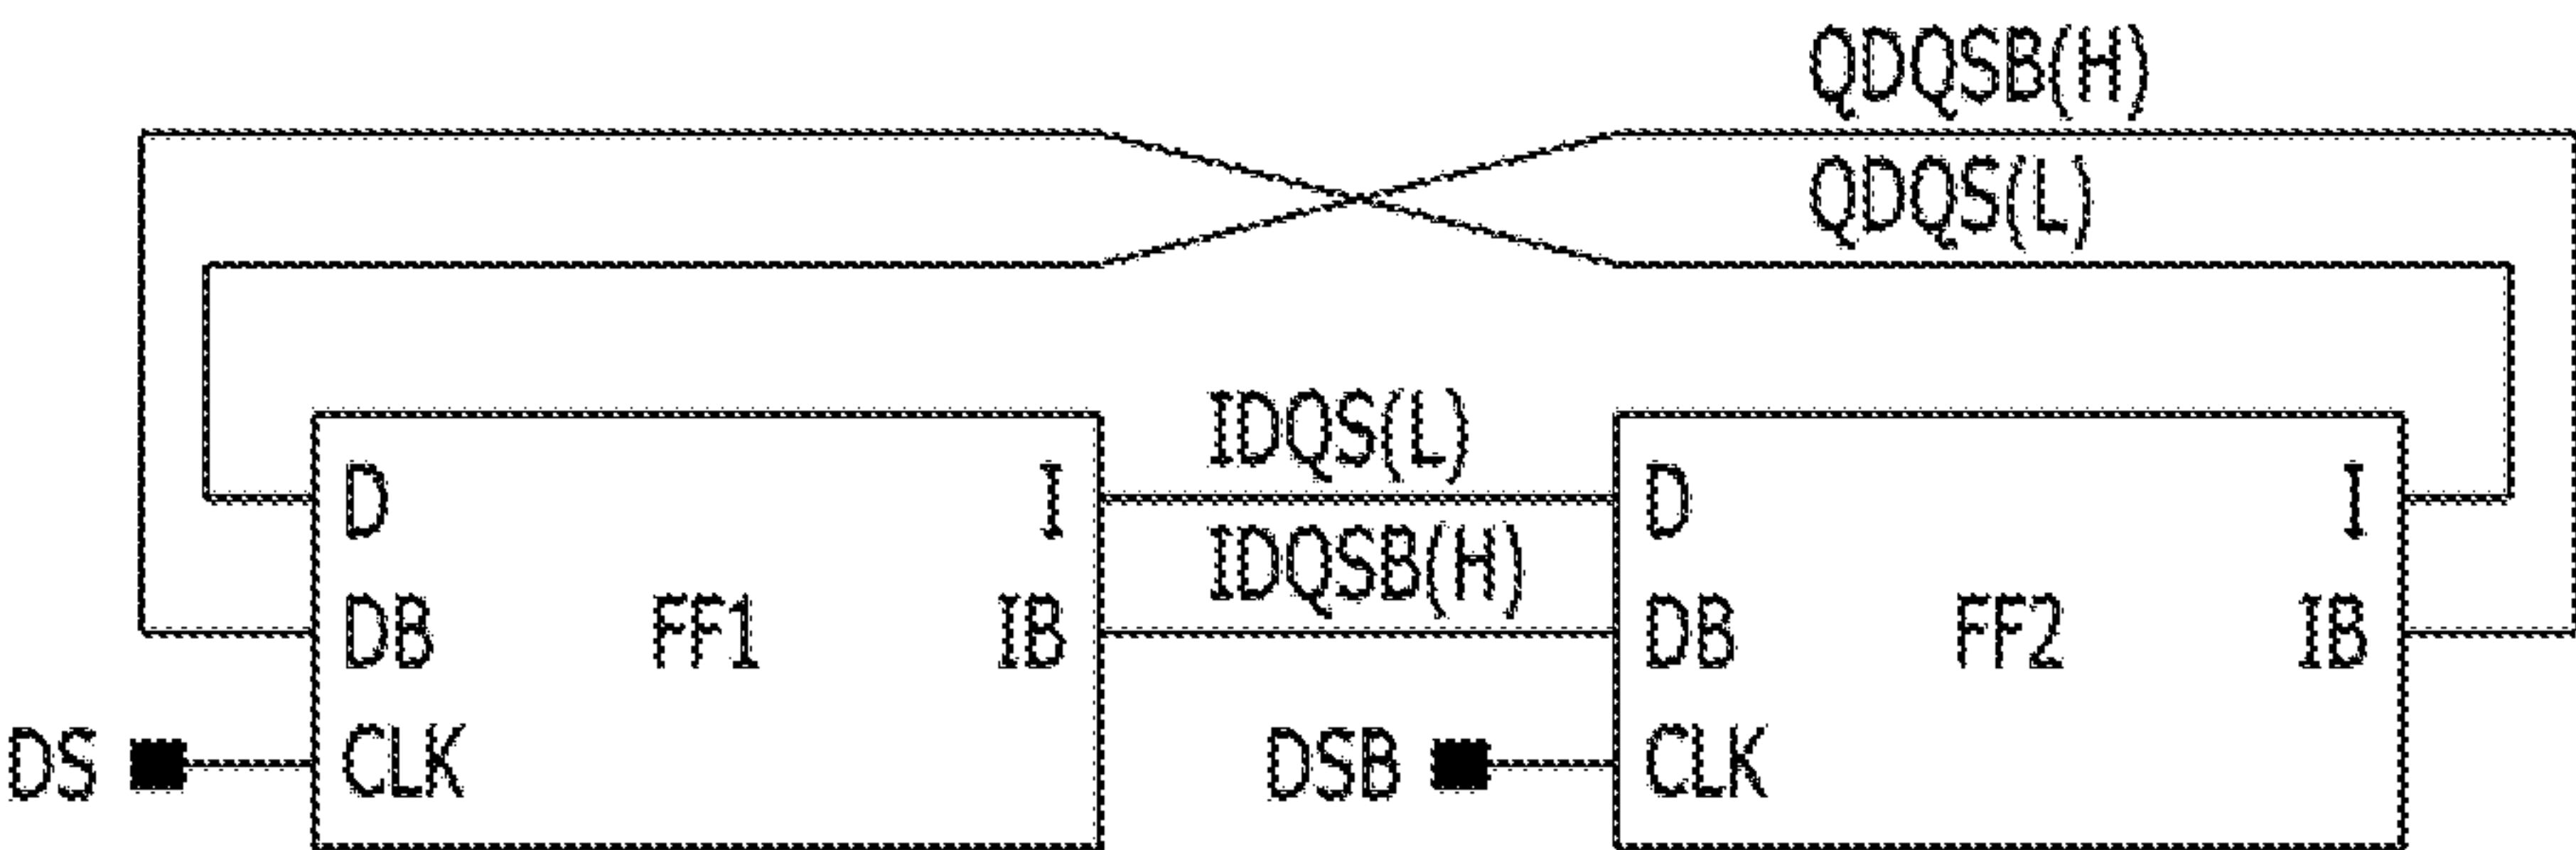 QDQSB(H)
QDQS(L)
IDQS(L)
IDQSB(H)
D
I
DB
FF1
IB
DS
CLK
D
I
DB
FF2
IB
DSB
CLK